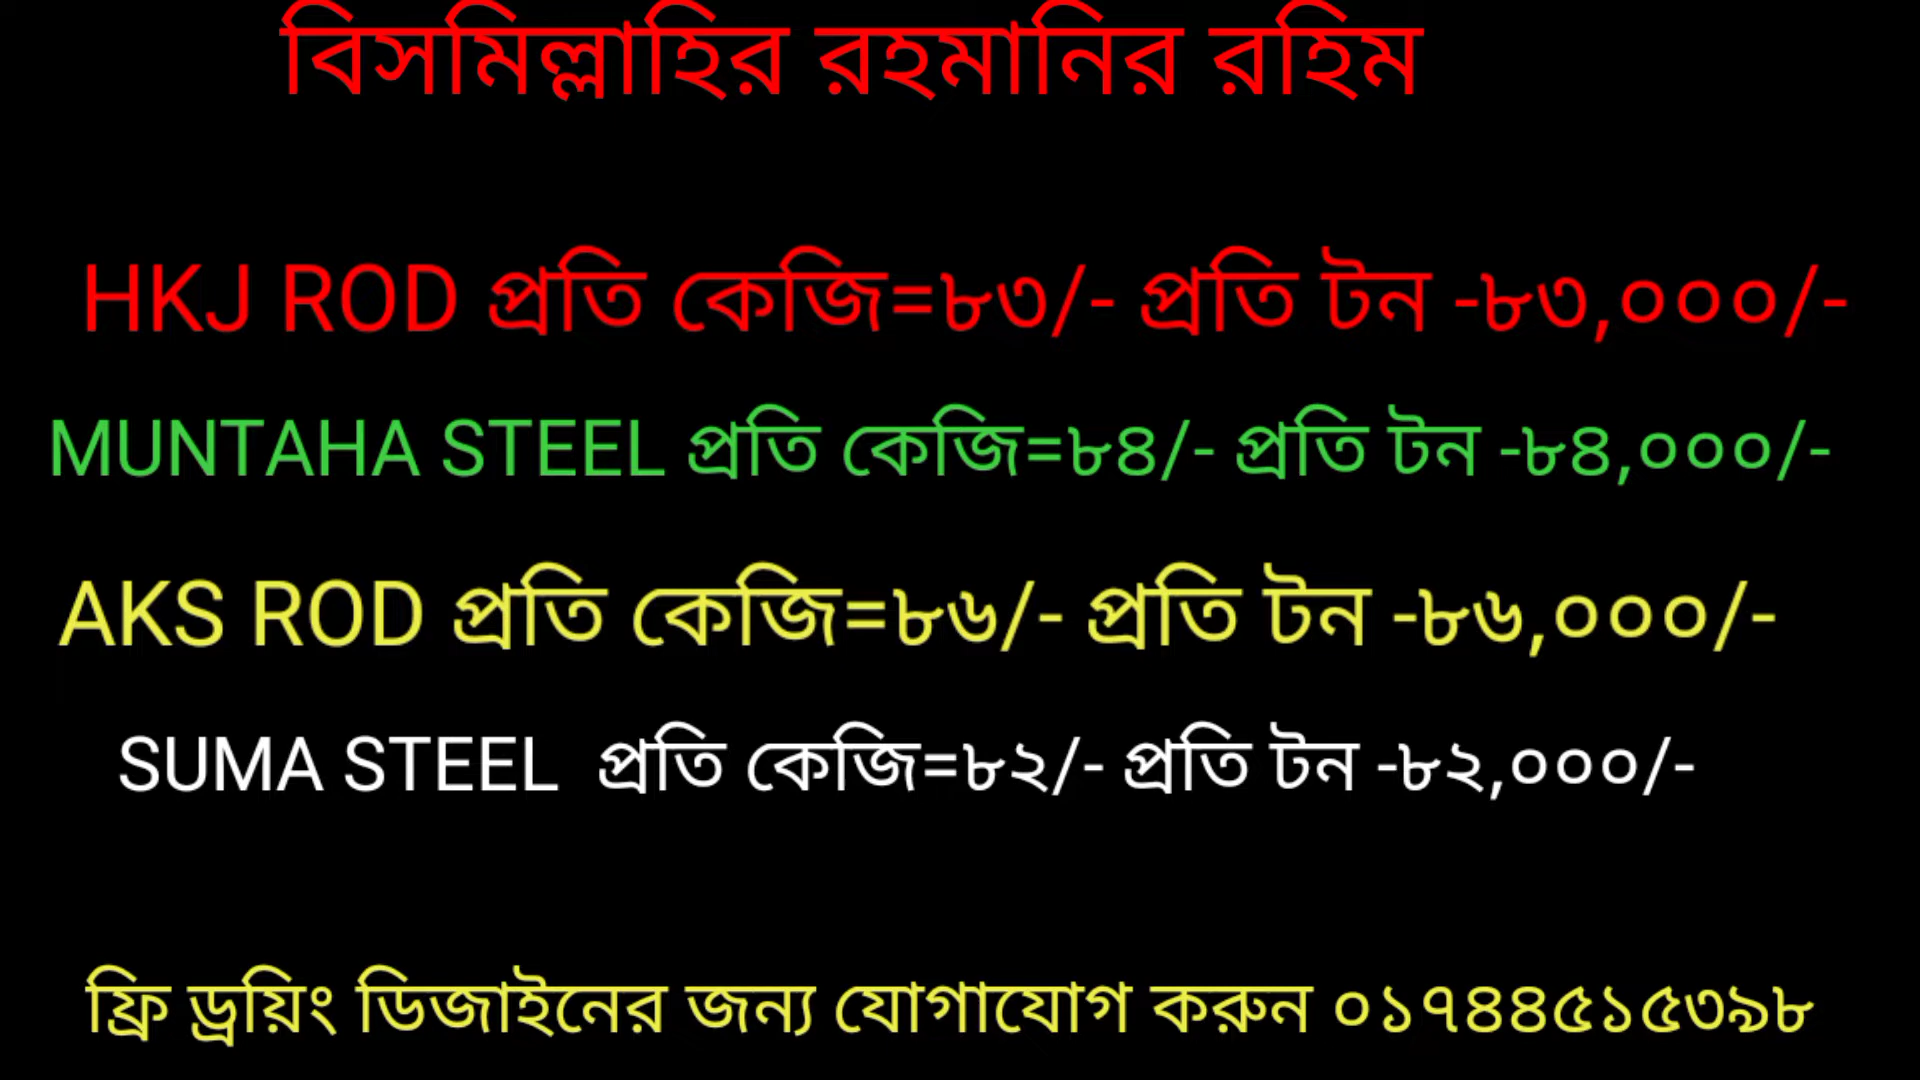 বিসমিল্লাহির রহমানির রহিম
HKJ ROD প্রতি কেজি=৮৩/- প্রতি টন -৮৩,০০০/-
MUNTAHA STEEL প্রতি কেজি=৮৪/- প্রতি টন -৮৪,০০০/-
AKS ROD প্রতি কেজি=৮৬/- প্রতি টন -৮৬,০০০/-
SUMA STEEL প্রতি কেজি=৮২/- প্রতি টন -৮২,০০০/-
ফ্রি ড্রয়িং ডিজাইনের জন্য যোগাযোগ করুন ০১৭৪৪৫১৫৩৯৮